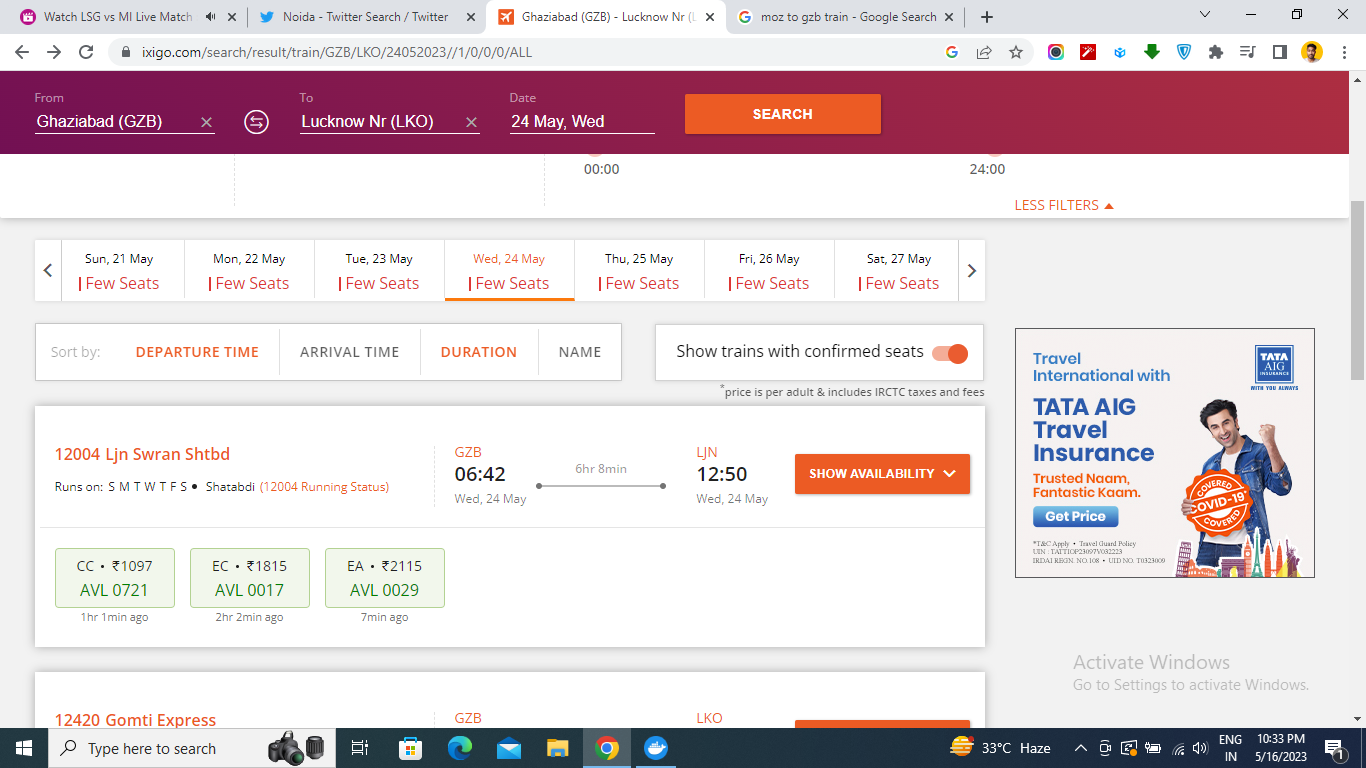 Watch LSG vs MI Live Match
Noida - Twitter Search / Twitter
Ghaziabad (GZB) - Lucknow Nr (L
moz to gzb train - Google Search
ixigo.com/search/result/train/GZB/LKO/24052023//1/0/0/0/ALL
From
To
Date
Ghaziabad (GZB)
Lucknow Nr (LKO)
24 May, Wed
SEARCH
00:00
24:00
LESS FILTERS
Sun, 21 May
Mon, 22 May
Tue, 23 May
Wed, 24 May
Thu, 25 May
Fri, 26 May
Sat, 27 May
Few Seats
Few Seats
Few Seats
Few Seats
Few Seats
Few Seats
Few Seats
Sort by:
DEPARTURE TIME
ARRIVAL TIME
DURATION
NAME
Show trains with confirmed seats
*price is per adult & includes IRCTC taxes and fees
12004 Ljn Swran Shtbd
Runs on: S M T W T F S • Shatabdi (12004 Running Status)
GZB
06:42
Wed, 24 May
6hr 8min
LJN
12:50
Wed, 24 May
SHOW AVAILABILITY
CC • ₹1097
AVL 0721
1hr 1min ago
EC • ₹1815
AVL 0017
2hr 2min ago
EA • ₹2115
AVL 0029
7min ago
12420 Gomti Express
GZB
LKO
Travel
International with
TATA AIG
Travel
Insurance
Trusted Naam,
Fantastic Kaam.
Get Price
*T&C Apply • Travel Guard Policy
UIN : TATTIOP23097V032223
IRDAI REGN. NO.108 • UID NO. T0323009
TATA
AIG
INSURANCE
WITH YOU ALWAYS
COVERED
COVID-19*
COVERED
Activate Windows
Go to Settings to activate Windows.
Type here to search
33°C Haze
ENG
IN
10:33 PM
5/16/2023
1